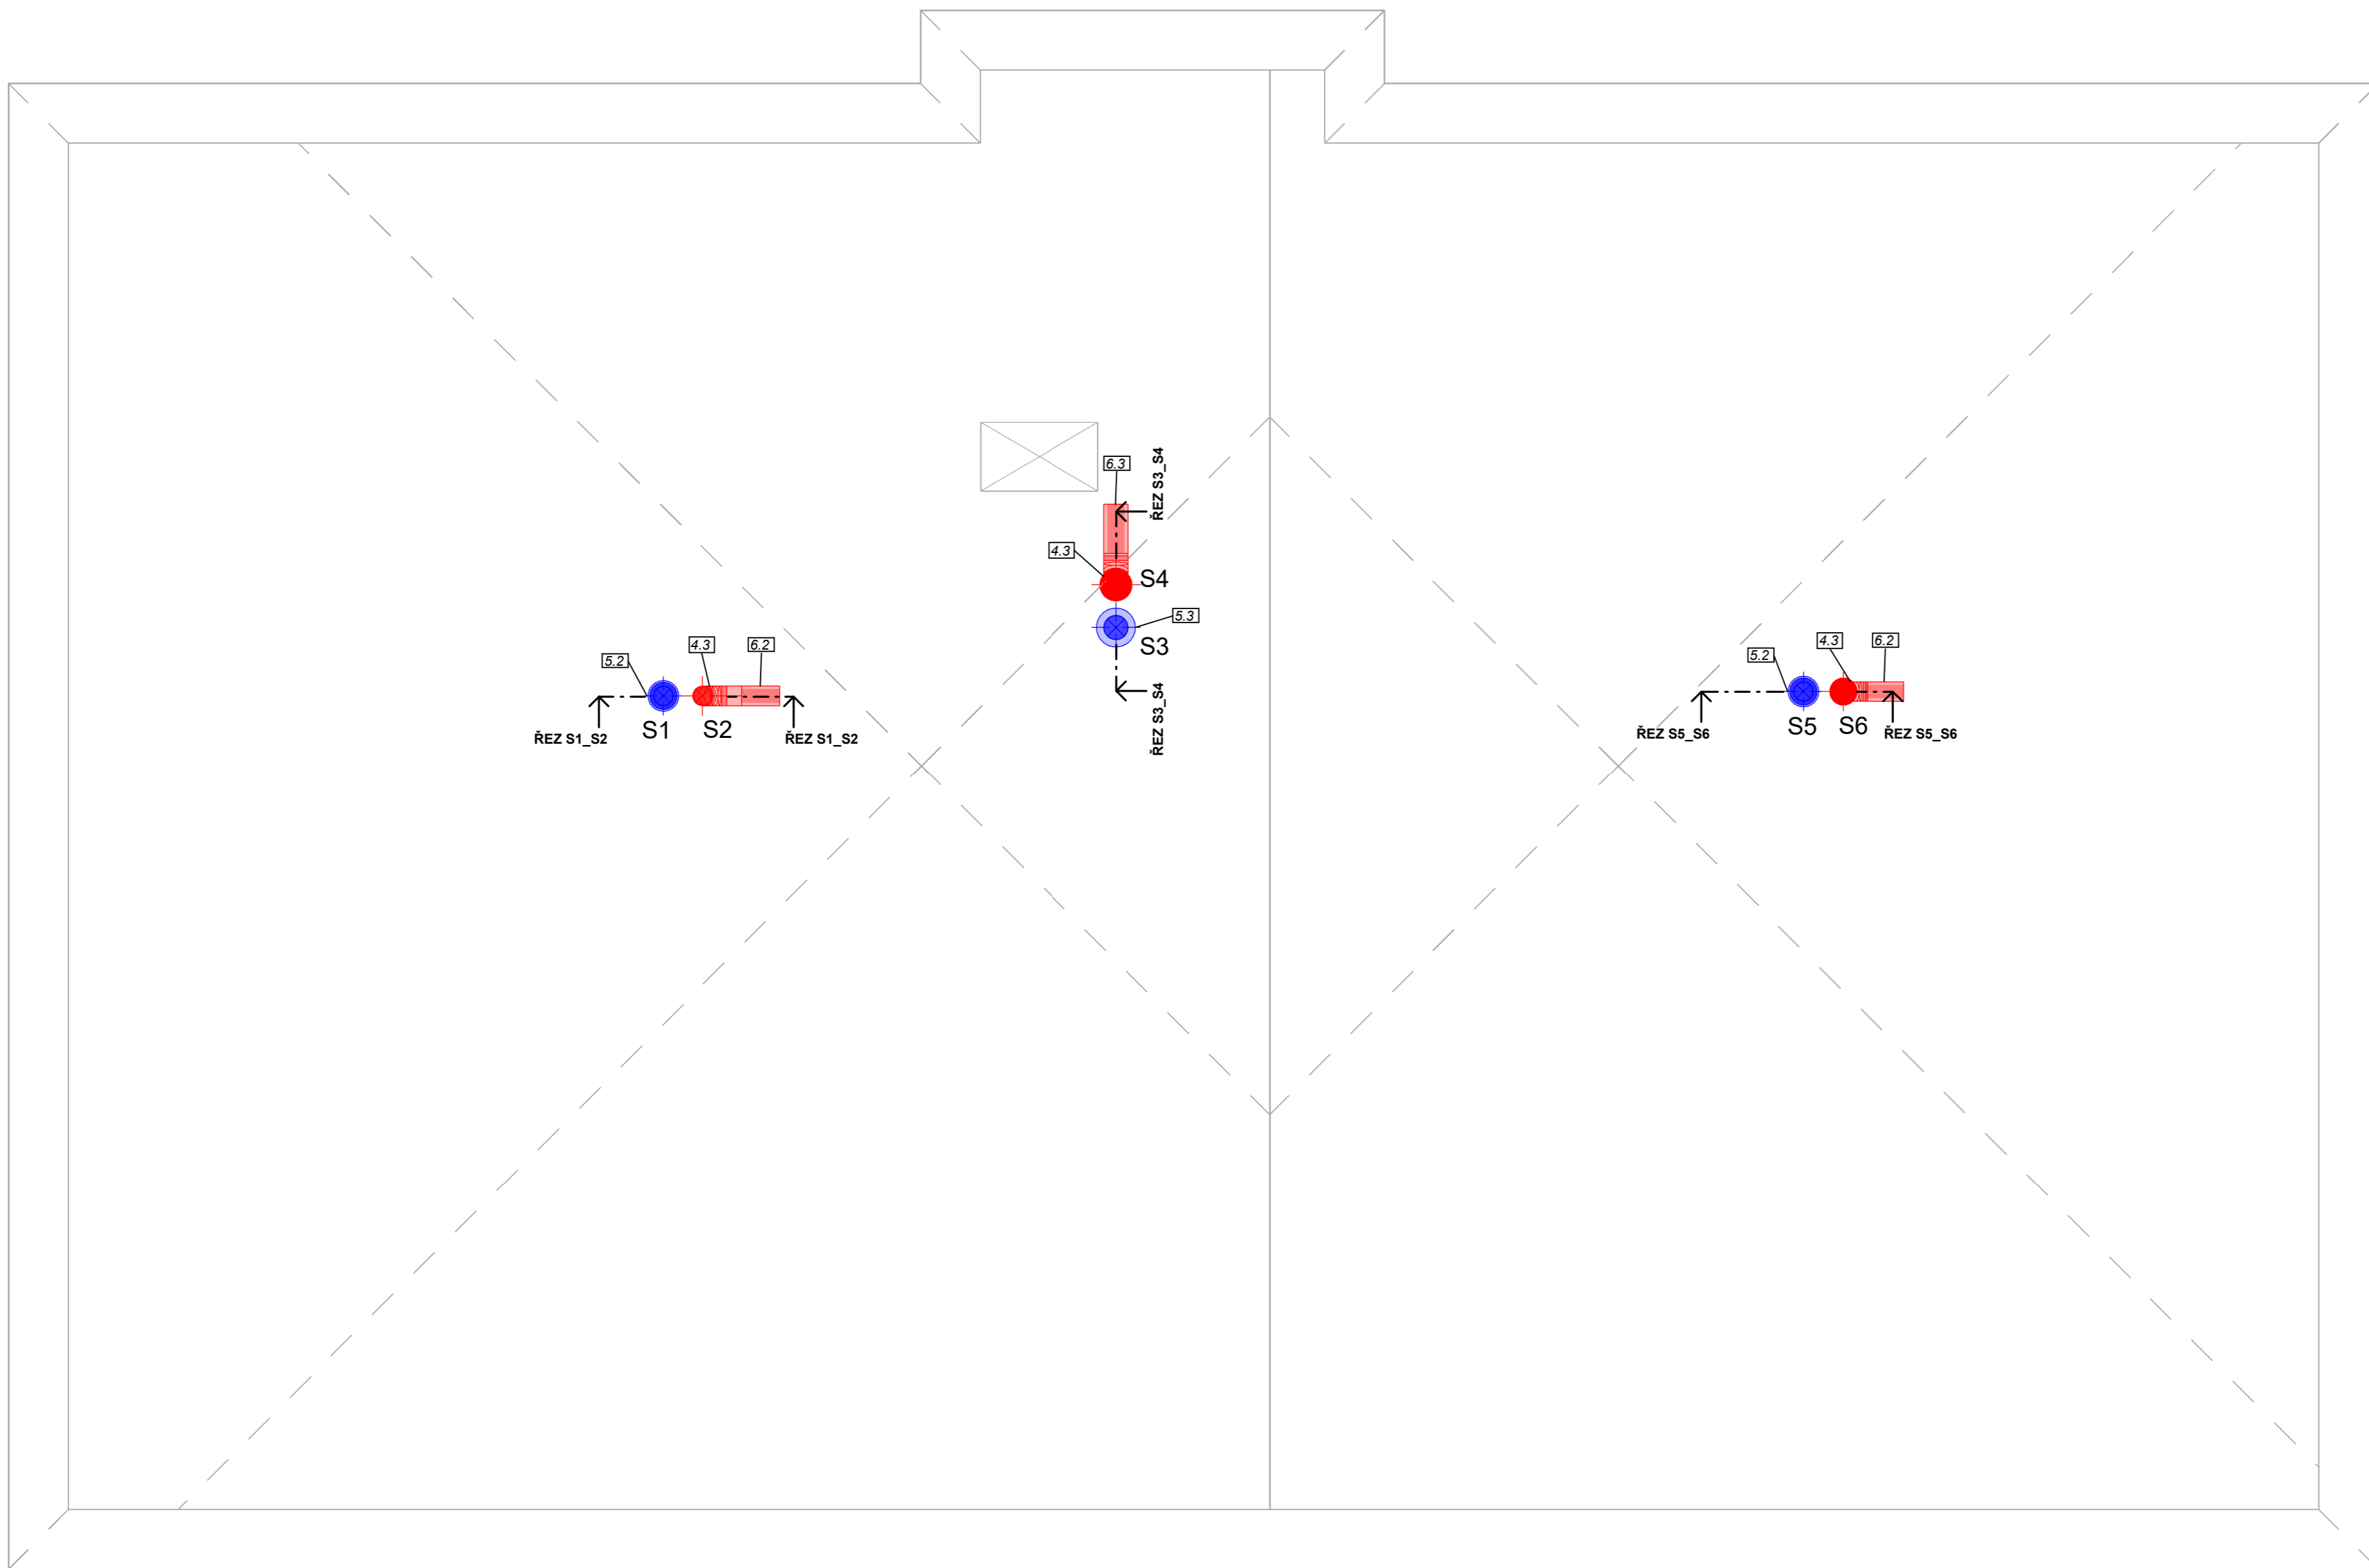 6.3
ŘEZ S3_S4
4.3
S4
5.3
S3
ŘEZ S3_S4
5.2
4.3
6.2
S1
S2
ŘEZ S1_S2
ŘEZ S1_S2
5.2
4.3
6.2
S5
S6
ŘEZ S5_S6
ŘEZ S5_S6